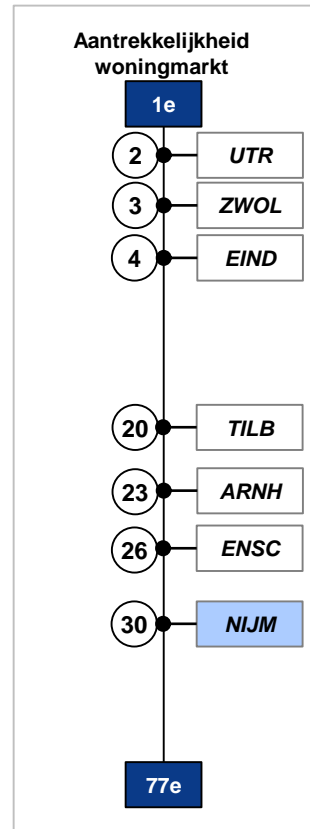 Aantrekkelijkheid
woningmarkt
1e
2 UTR
3 ZWOL
4 EIND
20 TILB
23 ARNH
26 ENSC
30 NIJM
77e